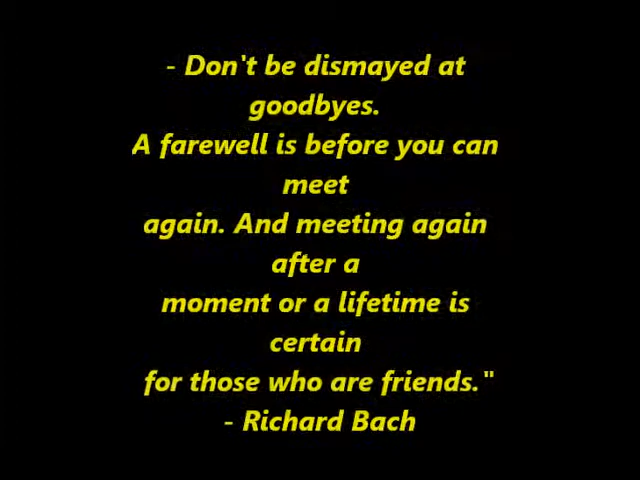 - Don't be dismayed at
goodbyes.
A farewell is before you can
meet
again. And meeting again
after a
moment or a lifetime is
certain
for those who are friends."
- Richard Bach